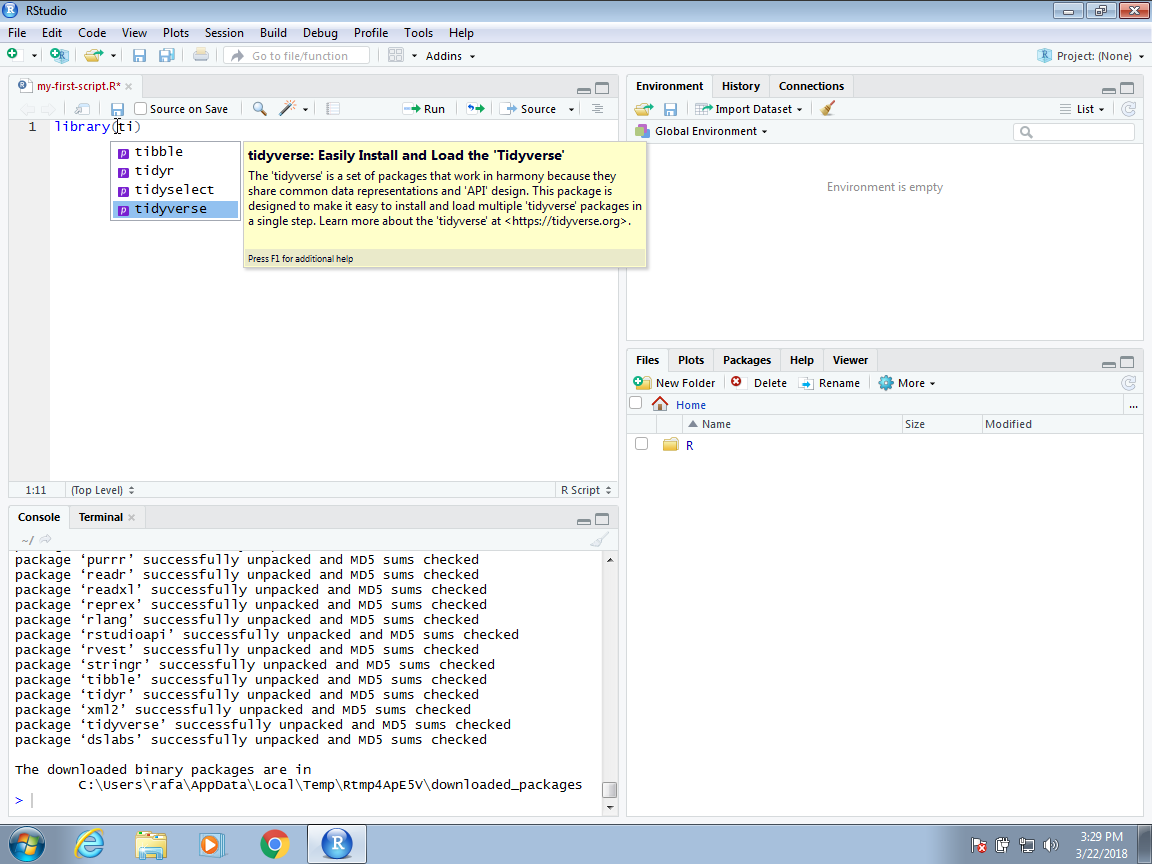 RStudio
File Edit Code View Plots Session Build Debug Profile Tools Help
Go to file/function Addins Project: (None)
my-first-script.R*
Source on Save Run Source
1 library(ti)
tibble
tidyr
tidyselect
tidyverse
tidyverse: Easily Install and Load the 'Tidyverse'
The 'tidyverse' is a set of packages that work in harmony because they
share common data representations and 'API' design. This package is
designed to make it easy to install and load multiple 'tidyverse' packages in
a single step. Learn more about the 'tidyverse' at <https://tidyverse.org>.
Press F1 for additional help
1:11 (Top Level) R Script
Console Terminal
~/
package ‘purrr’ successfully unpacked and MD5 sums checked
package ‘readr’ successfully unpacked and MD5 sums checked
package ‘readxl’ successfully unpacked and MD5 sums checked
package ‘reprex’ successfully unpacked and MD5 sums checked
package ‘rlang’ successfully unpacked and MD5 sums checked
package ‘rstudioapi’ successfully unpacked and MD5 sums checked
package ‘rvest’ successfully unpacked and MD5 sums checked
package ‘stringr’ successfully unpacked and MD5 sums checked
package ‘tibble’ successfully unpacked and MD5 sums checked
package ‘tidyr’ successfully unpacked and MD5 sums checked
package ‘xml2’ successfully unpacked and MD5 sums checked
package ‘tidyverse’ successfully unpacked and MD5 sums checked
package ‘dslabs’ successfully unpacked and MD5 sums checked
The downloaded binary packages are in
C:\Users\rafa\AppData\Local\Temp\Rtmp4ApE5V\downloaded_packages
>
Environment History Connections
Import Dataset List
Global Environment
Environment is empty
Files Plots Packages Help Viewer
New Folder Delete Rename More
Home ...
Name Size Modified
R
3:29 PM
3/22/2018